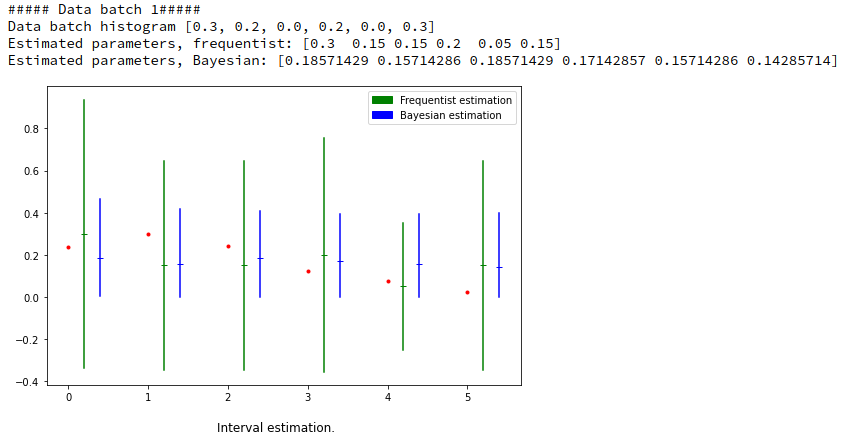 ##### Data batch 1#####
Data batch histogram [0.3, 0.2, 0.0, 0.2, 0.0, 0.3]
Estimated parameters, frequentist: [0.3  0.15 0.15 0.2  0.05 0.15]
Estimated parameters, Bayesian: [0.18571429 0.15714286 0.18571429 0.17142857 0.15714286 0.14285714]
Frequentist estimation
Bayesian estimation
0.8
0.6
0.4
0.2
0.0
−0.2
−0.4
0 1 2 3 4 5
Interval estimation.